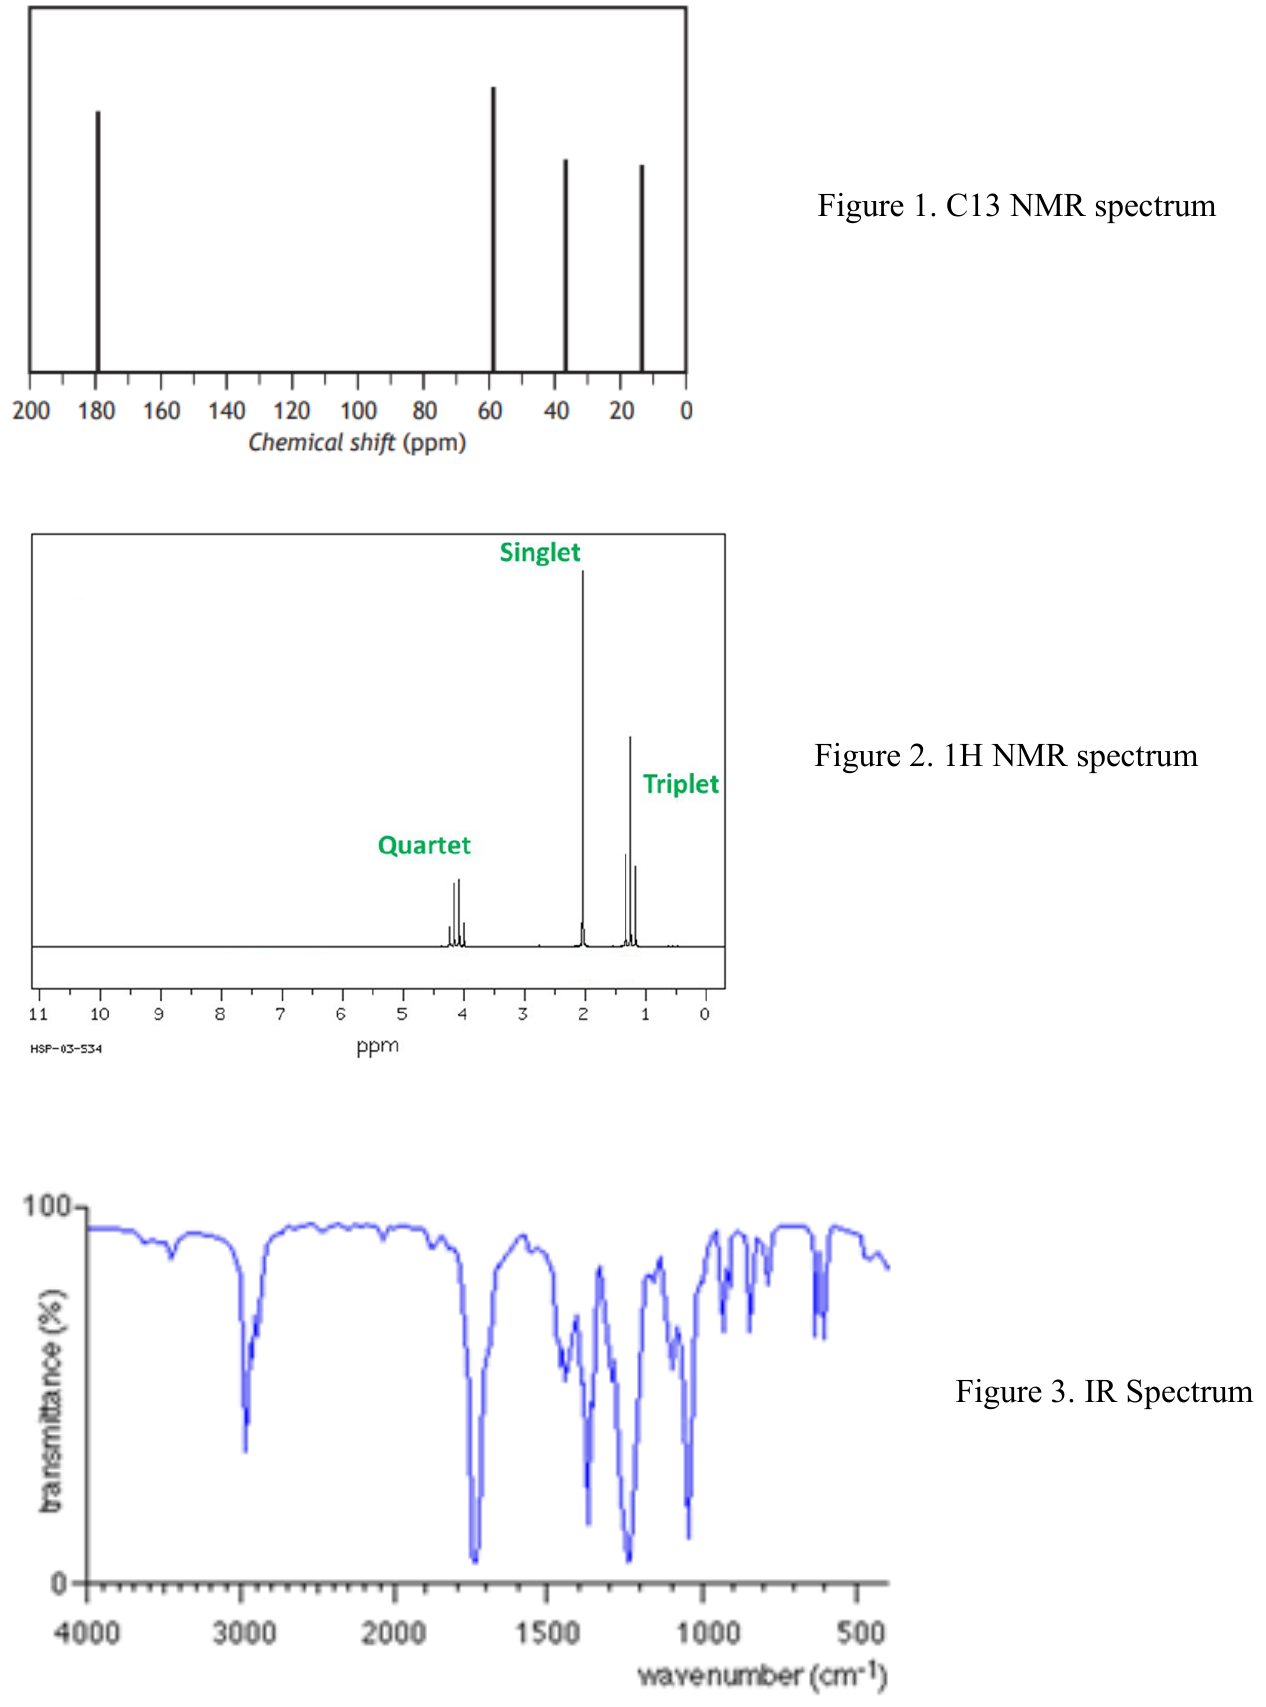 200 180 160 140 120 100 80 60 40 20 0
Chemical shift (ppm)
Figure 1. C13 NMR spectrum
Singlet
Triplet
Quartet
Figure 2. 1H NMR spectrum
11 10 9 8 7 6 5 4 3 2 1 0
HSP-03-534
ppm
100
transmittance (%)
0
Figure 3. IR Spectrum
4000 3000 2000 1500 1000 500
wavenumber (cm-1)